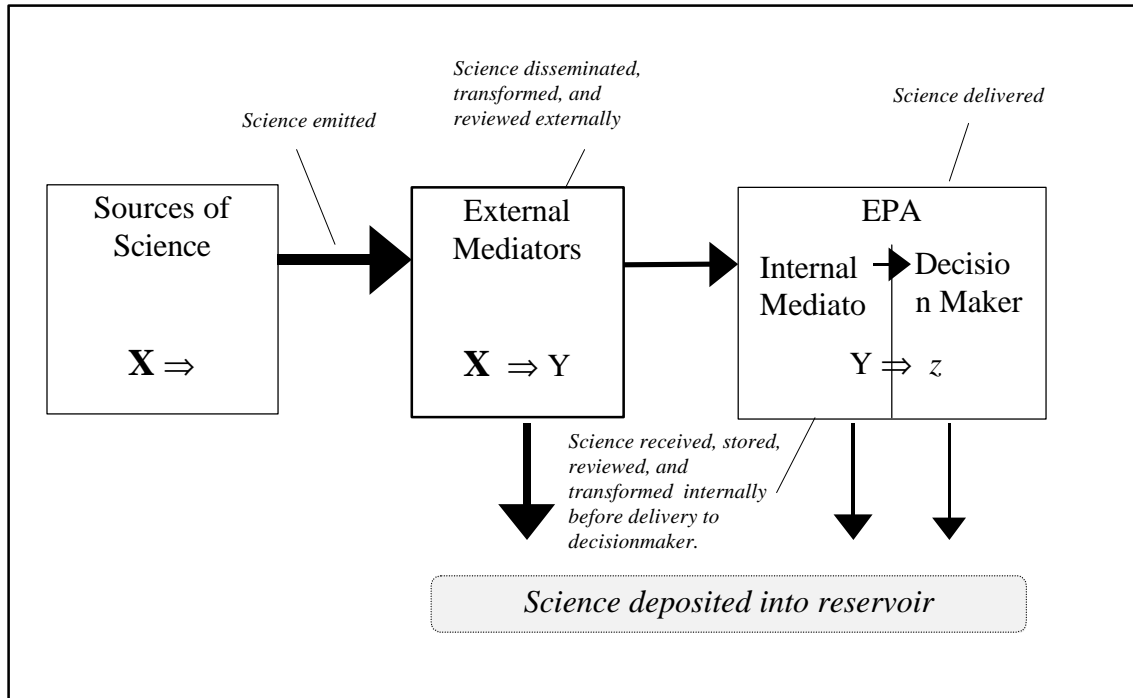 Science disseminated,
transformed, and
reviewed externally
Science delivered
Science emitted
Sources of
Science
X ⇒
External
Mediators
X ⇒ Y
EPA
Internal
Mediato
Decisio
n Maker
Y ⇒ z
Science received, stored,
reviewed, and
transformed internally
before delivery to
decisionmaker.
Science deposited into reservoir